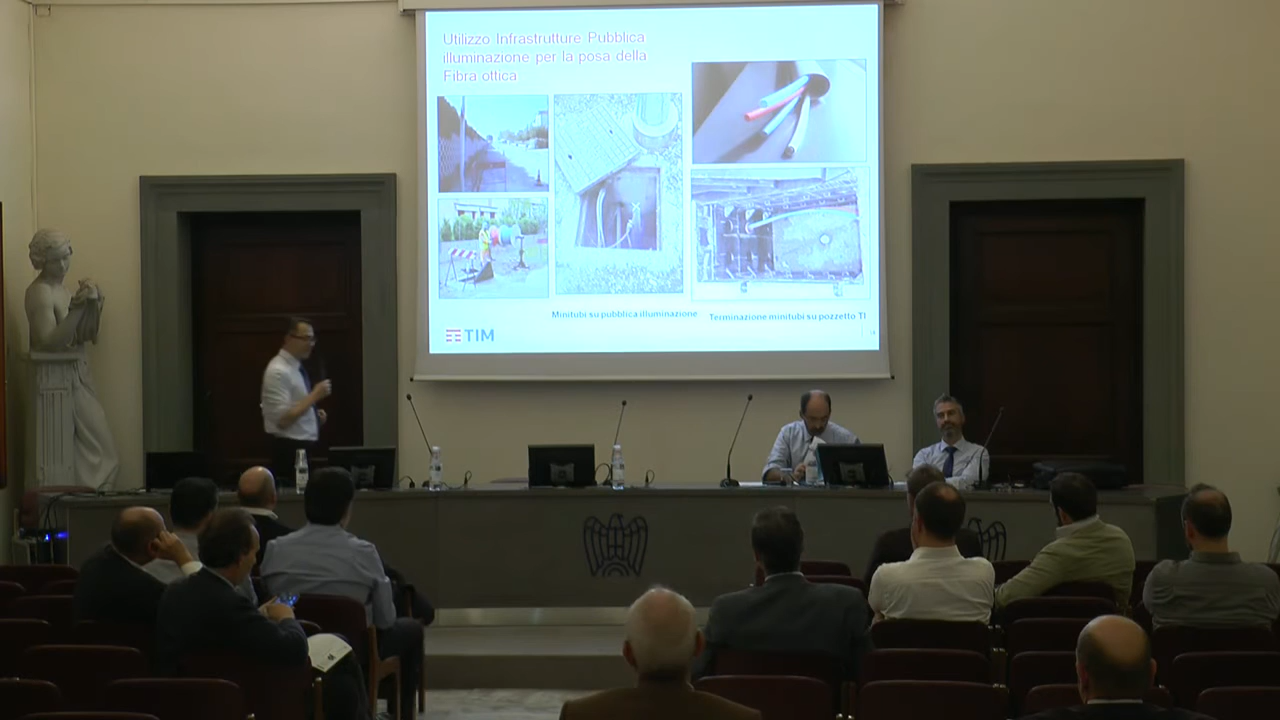 Utilizzo Infrastrutture Pubblica
illuminazione per la posa della
Fibra ottica
Minitubi su pubblica illuminazione
Terminazione minitubi su pozzetto TI
TIM